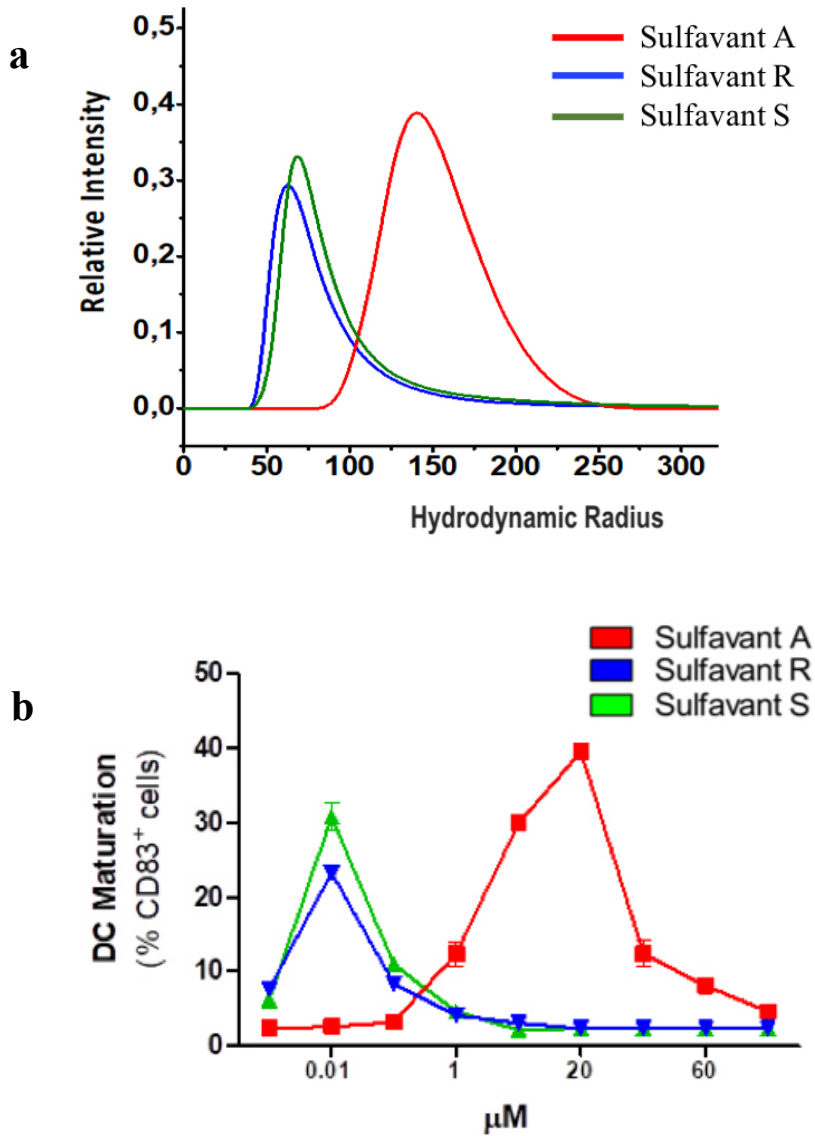 a
Sulfavant A
Sulfavant R
Sulfavant S
Relative Intensity
0,5
0,4
0,3
0,2
0,1
0,0
0 50 100 150 200 250 300
Hydrodynamic Radius
b
Sulfavant A
Sulfavant R
Sulfavant S
DC Maturation
(% CD83⁺ cells)
50
40
30
20
10
0
0.01 1 20 60
µM